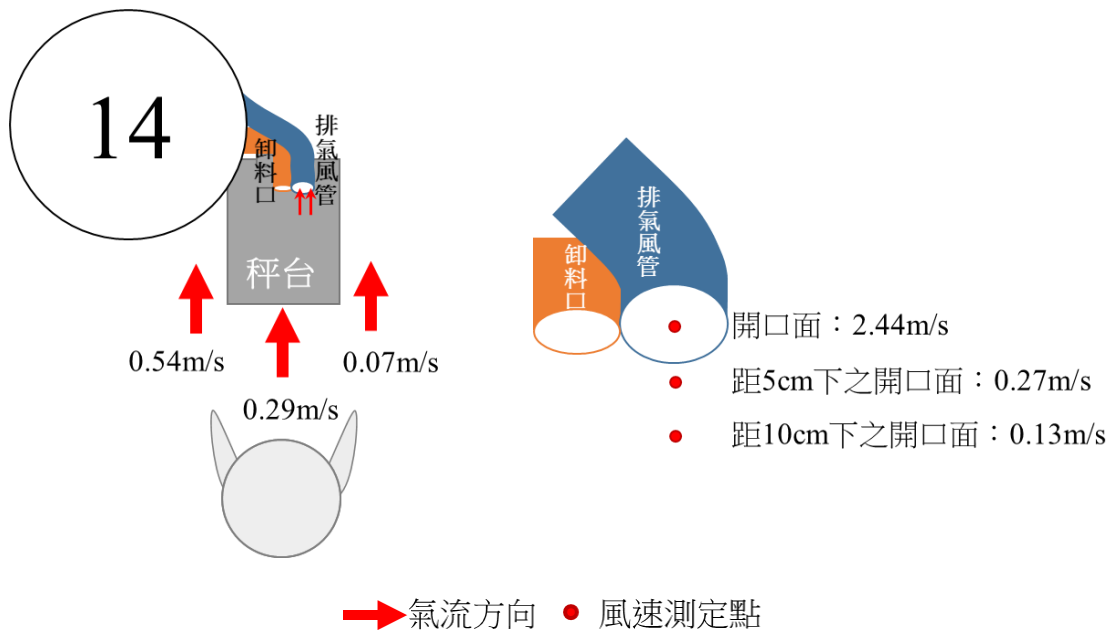 14
卸料口
排氣風管
秤台
0.54m/s
0.07m/s
0.29m/s
卸料口
排氣風管
開口面：2.44m/s
距5cm下之開口面：0.27m/s
距10cm下之開口面：0.13m/s
氣流方向
風速測定點